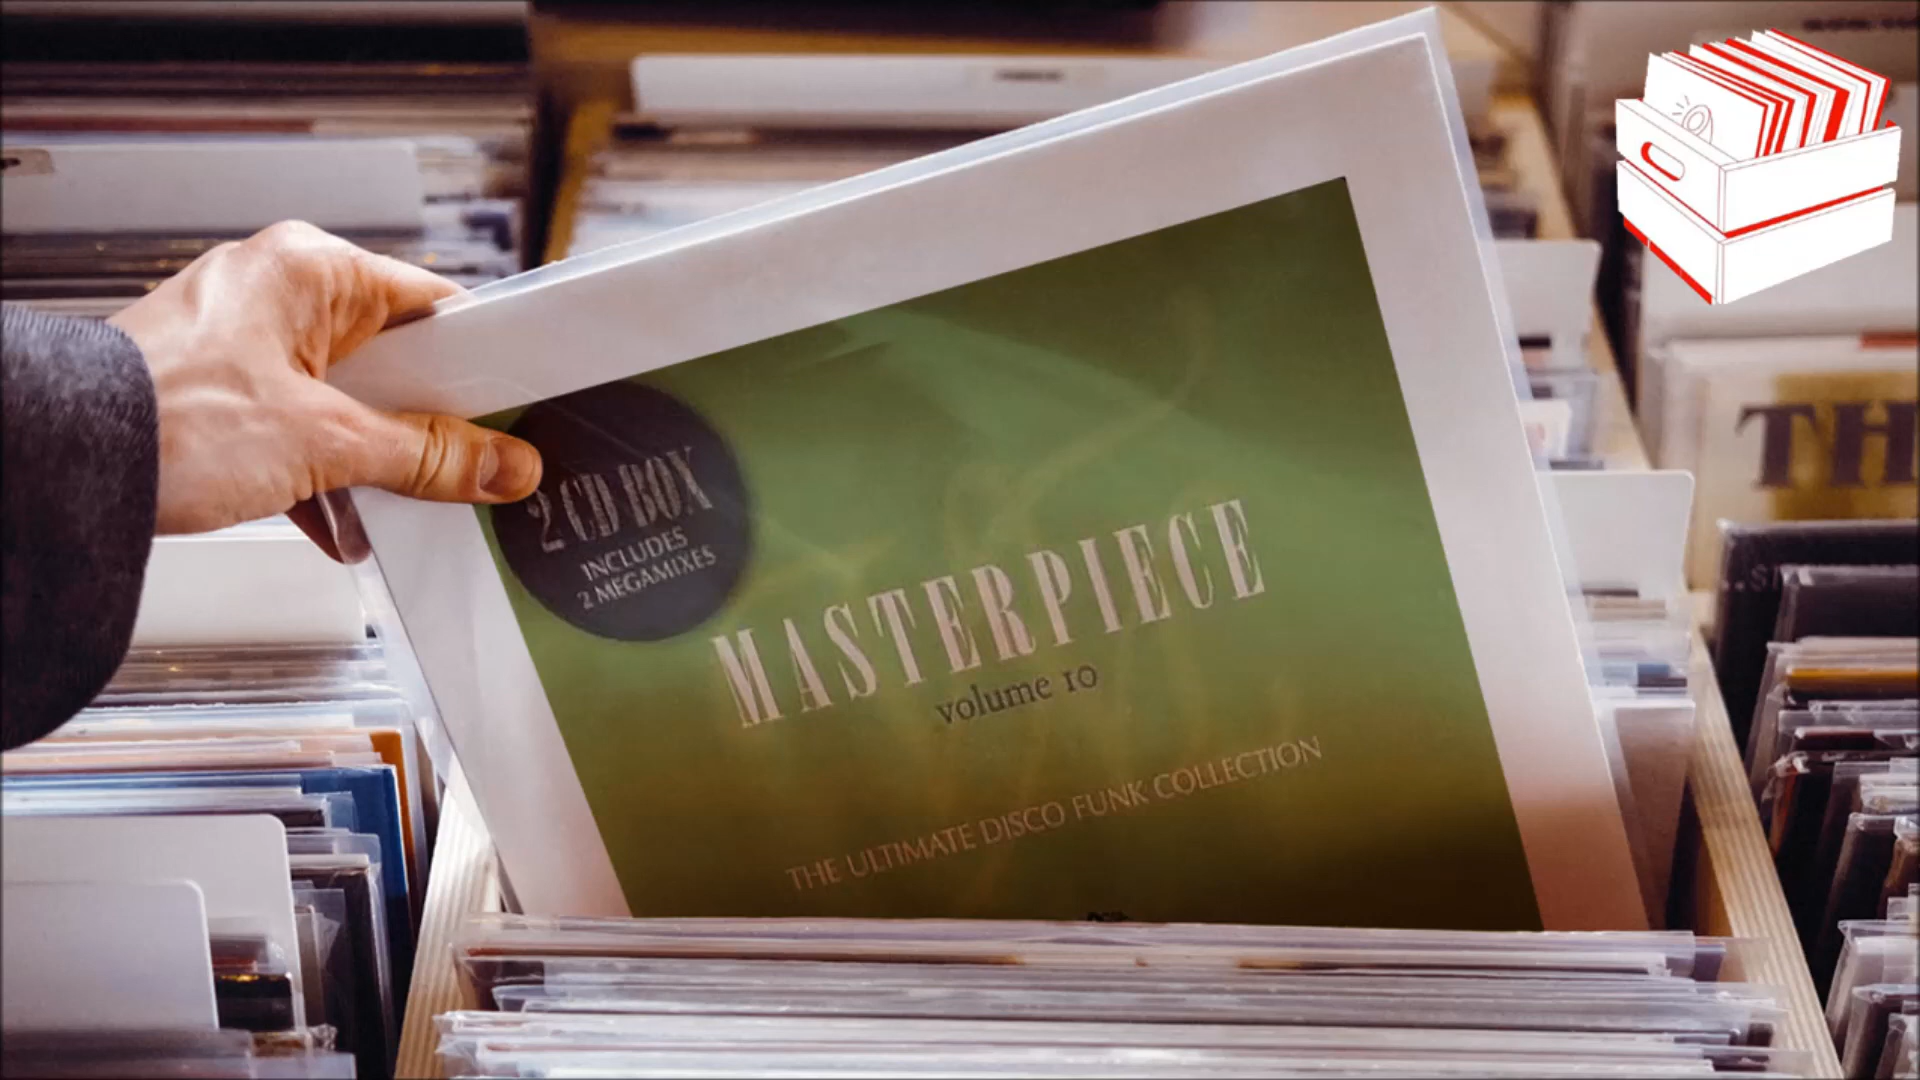 2 CD BOX
INCLUDES
2 MEGAMIXES
MASTERPIECE
volume 10
THE ULTIMATE DISCO FUNK COLLECTION
TH